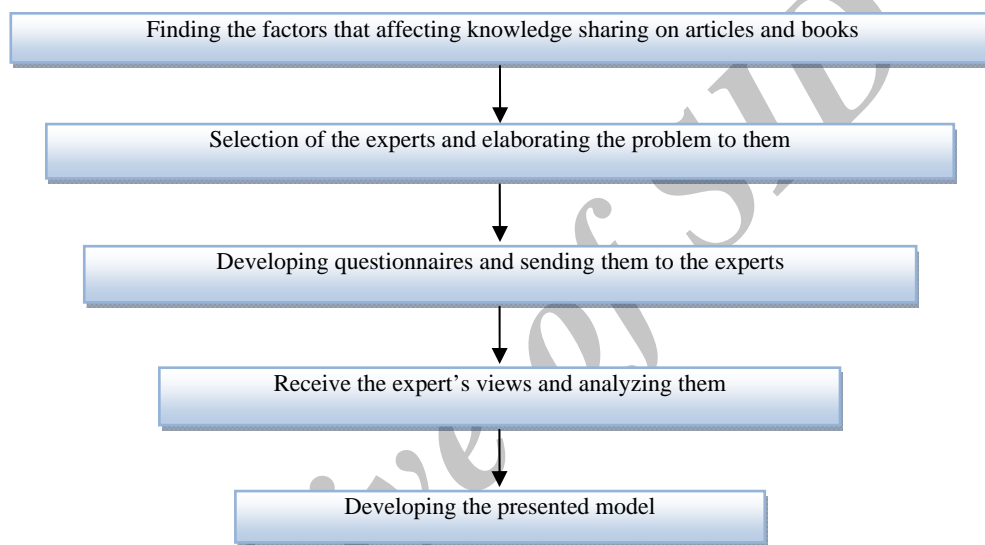 Finding the factors that affecting knowledge sharing on articles and books
Selection of the experts and elaborating the problem to them
Developing questionnaires and sending them to the experts
Receive the expert's views and analyzing them
Developing the presented model
of SID